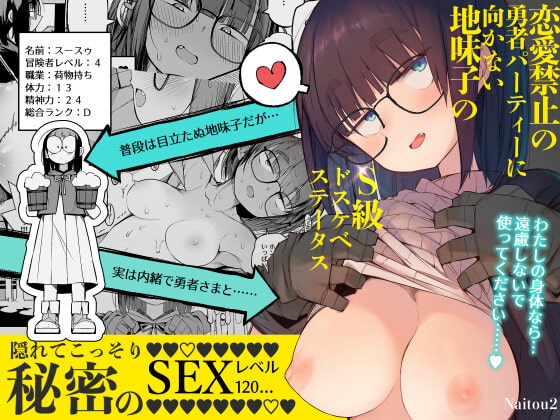 恋愛禁止の
勇者パーティーに
向かない
地味子の
S級
ドスケベ
ステイタス
名前：スースゥ
冒険者レベル：４
職業：荷物持ち
体力：１３
精神力：２４
総合ランク：D
普段は目立たぬ地味子だが…
実は内緒で勇者さまと……
わたしの身体なら…
遠慮しないで
使ってください……♥
隠れてこっそり
秘密の
♥♥♡♥♥♥♥♥
SEXレベル
120…
♥♥♥♥♥♥♥♡♥
Naitou2